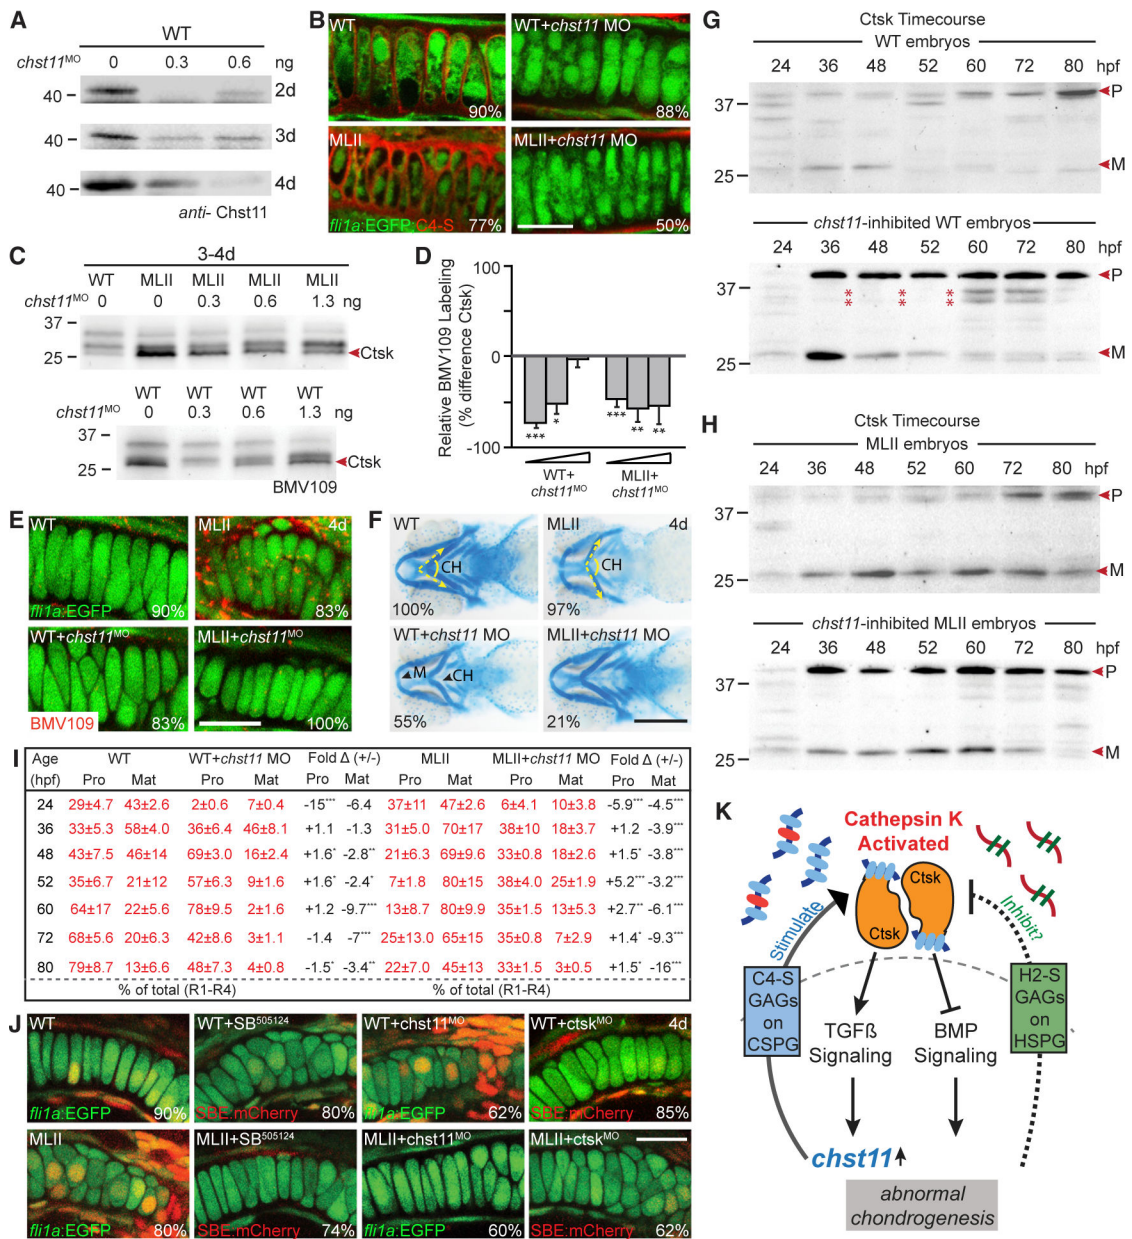 A
WT
chst11MO 0 0.3 0.6 ng
40 2d
40 3d
40 4d
anti- Chst11
B
WT
90%
WT+chst11 MO
88%
MLII
fli1a:EGFP;C4-S 77%
MLII+chst11 MO
50%
C
3-4d
WT MLII MLII MLII MLII
chst11MO 0 0 0.3 0.6 1.3 ng
37
25
Ctsk
WT WT WT WT
chst11MO 0 0.3 0.6 1.3 ng
37
25
Ctsk
BMV109
D
Relative BMV109 Labeling
(% difference Ctsk)
100
0
-100
*** * *** ** **
WT+ MLII+
chst11MO chst11MO
E
WT
fli1a:EGFP 90%
MLII 4d
83%
WT+chst11MO
BMV109 83%
MLII+chst11MO
100%
F
WT
CH
100%
MLII 4d
CH
97%
WT+chst11 MO
M CH
55%
MLII+chst11 MO
21%
G
Ctsk Timecourse
WT embryos
24 36 48 52 60 72 80 hpf
37
25
P
M
chst11-inhibited WT embryos
24 36 48 52 60 72 80 hpf
37
25
* * *
* * *
P
M
H
Ctsk Timecourse
MLII embryos
24 36 48 52 60 72 80 hpf
37
25
P
M
chst11-inhibited MLII embryos
24 36 48 52 60 72 80 hpf
37
25
P
M
I
Age WT WT+chst11 MO Fold Δ (+/-) MLII MLII+chst11 MO Fold Δ (+/-)
(hpf) Pro Mat Pro Mat Pro Mat Pro Mat Pro Mat Pro Mat
24 29±4.7 43±2.6 2±0.6 7±0.4 -15*** -6.4 37±11 47±2.6 6±4.1 10±3.8 -5.9*** -4.5***
36 33±5.3 58±4.0 36±6.4 46±8.1 +1.1 -1.3 31±5.0 70±17 38±10 18±3.7 +1.2 -3.9***
48 43±7.5 46±14 69±3.0 16±2.4 +1.6* -2.8** 21±6.3 69±9.6 33±0.8 18±2.6 +1.5* -3.8***
52 35±6.7 21±12 57±6.3 9±1.6 +1.6* -2.4* 7±1.8 80±15 38±4.0 25±1.9 +5.2*** -3.2***
60 64±17 22±5.6 78±9.5 2±1.6 +1.2 -9.7*** 13±8.7 80±9.9 35±1.5 13±5.3 +2.7** -6.1***
72 68±5.6 20±6.3 42±8.6 3±1.1 -1.4 -7*** 25±13.0 65±15 35±0.8 7±2.9 +1.4* -9.3***
80 79±8.7 13±6.6 48±7.3 4±0.8 -1.5* -3.4** 22±7.0 45±13 33±1.5 3±0.5 +1.5* -16***
% of total (R1-R4) % of total (R1-R4)
J
WT
fli1a:EGFP 90%
WT+SB505124
SBE:mCherry 80%
WT+chst11MO
fli1a:EGFP 62%
WT+ctskMO 4d
SBE:mCherry 85%
MLII
fli1a:EGFP 80%
MLII+SB505124
SBE:mCherry 74%
MLII+chst11MO
fli1a:EGFP 60%
MLII+ctskMO
SBE:mCherry 62%
K
Cathepsin K
Activated
Ctsk
Ctsk
Stimulate
Inhibit?
C4-S
GAGs
on
CSPG
H2-S
GAGs
on
HSPG
TGFß
Signaling
BMP
Signaling
chst11
abnormal
chondrogenesis